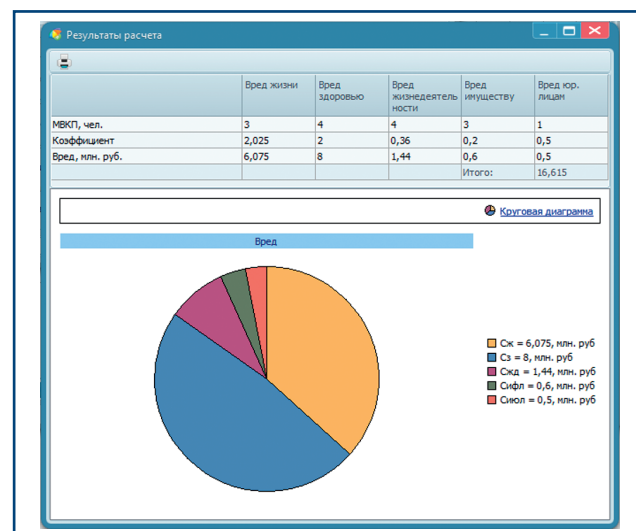 Результаты расчета
Вред жизни Вред здоровью Вред жизнедеятель ности Вред имуществу Вред юр. лицам
МВКП, чел. 3 4 4 3 1
Коэффициент 2,025 2 0,36 0,2 0,5
Вред, млн. руб. 6,075 8 1,44 0,6 0,5
Итого: 16,615
Круговая диаграмма
Вред
Сж = 6,075, млн. руб
Сз = 8, млн. руб
Сжд = 1,44, млн. руб
Сифл = 0,6, млн. руб
Сиюл = 0,5, млн. руб